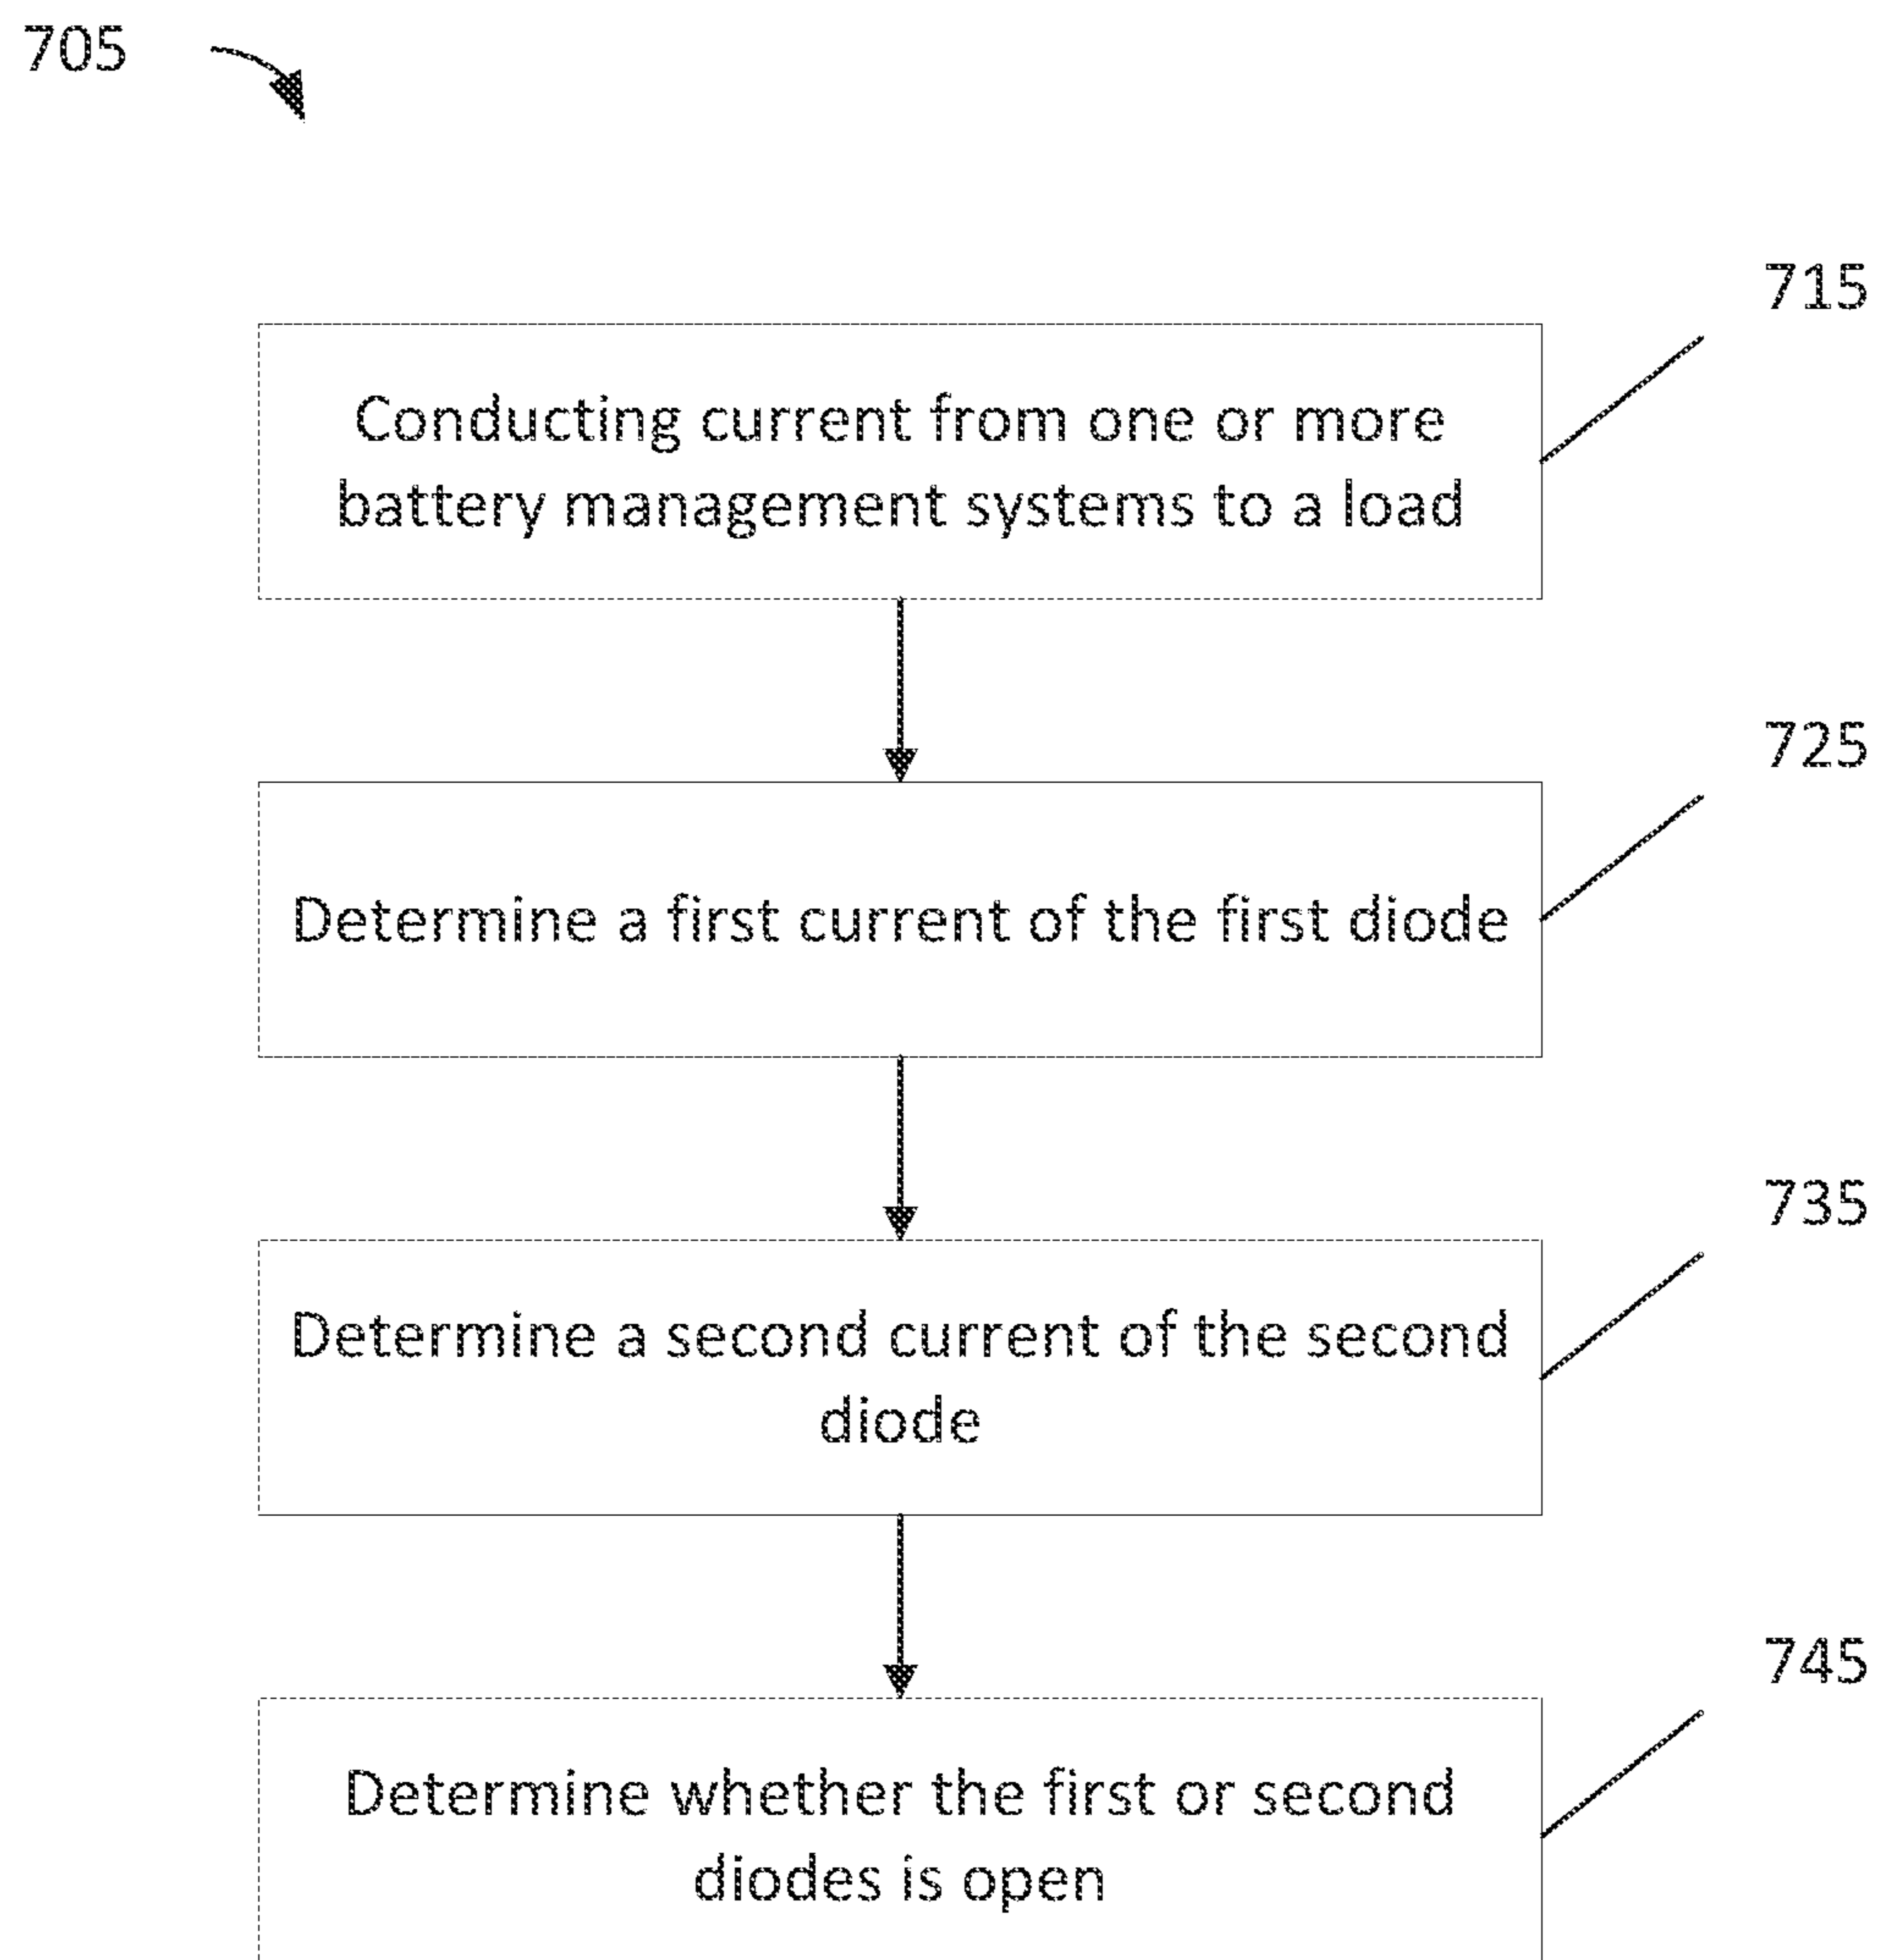 705
715
Conducting current from one or more
battery management systems to a load
725
Determine a first current of the first diode
735
Determine a second current of the second
diode
745
Determine whether the first or second
diodes is open